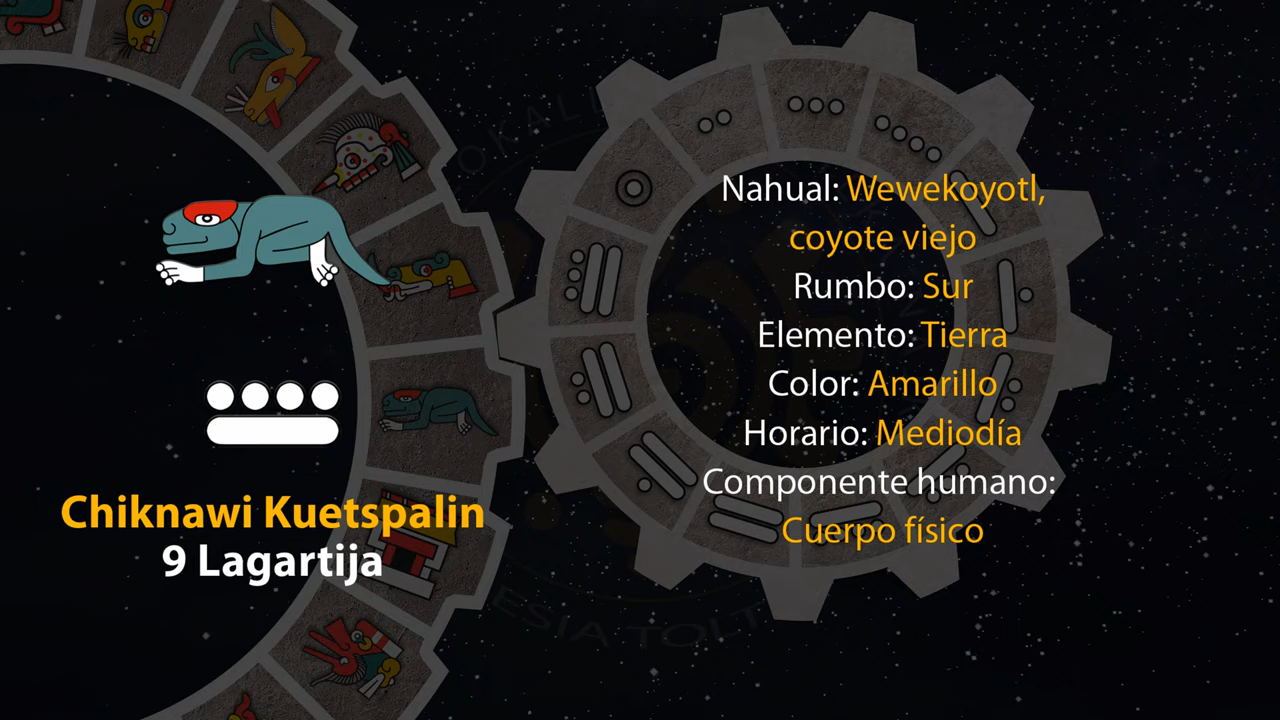 Chiknawi Kuetspalin
9 Lagartija
Nahual: Wewekoyotl,
coyote viejo
Rumbo: Sur
Elemento: Tierra
Color: Amarillo
Horario: Mediodía
Componente humano:
Cuerpo físico